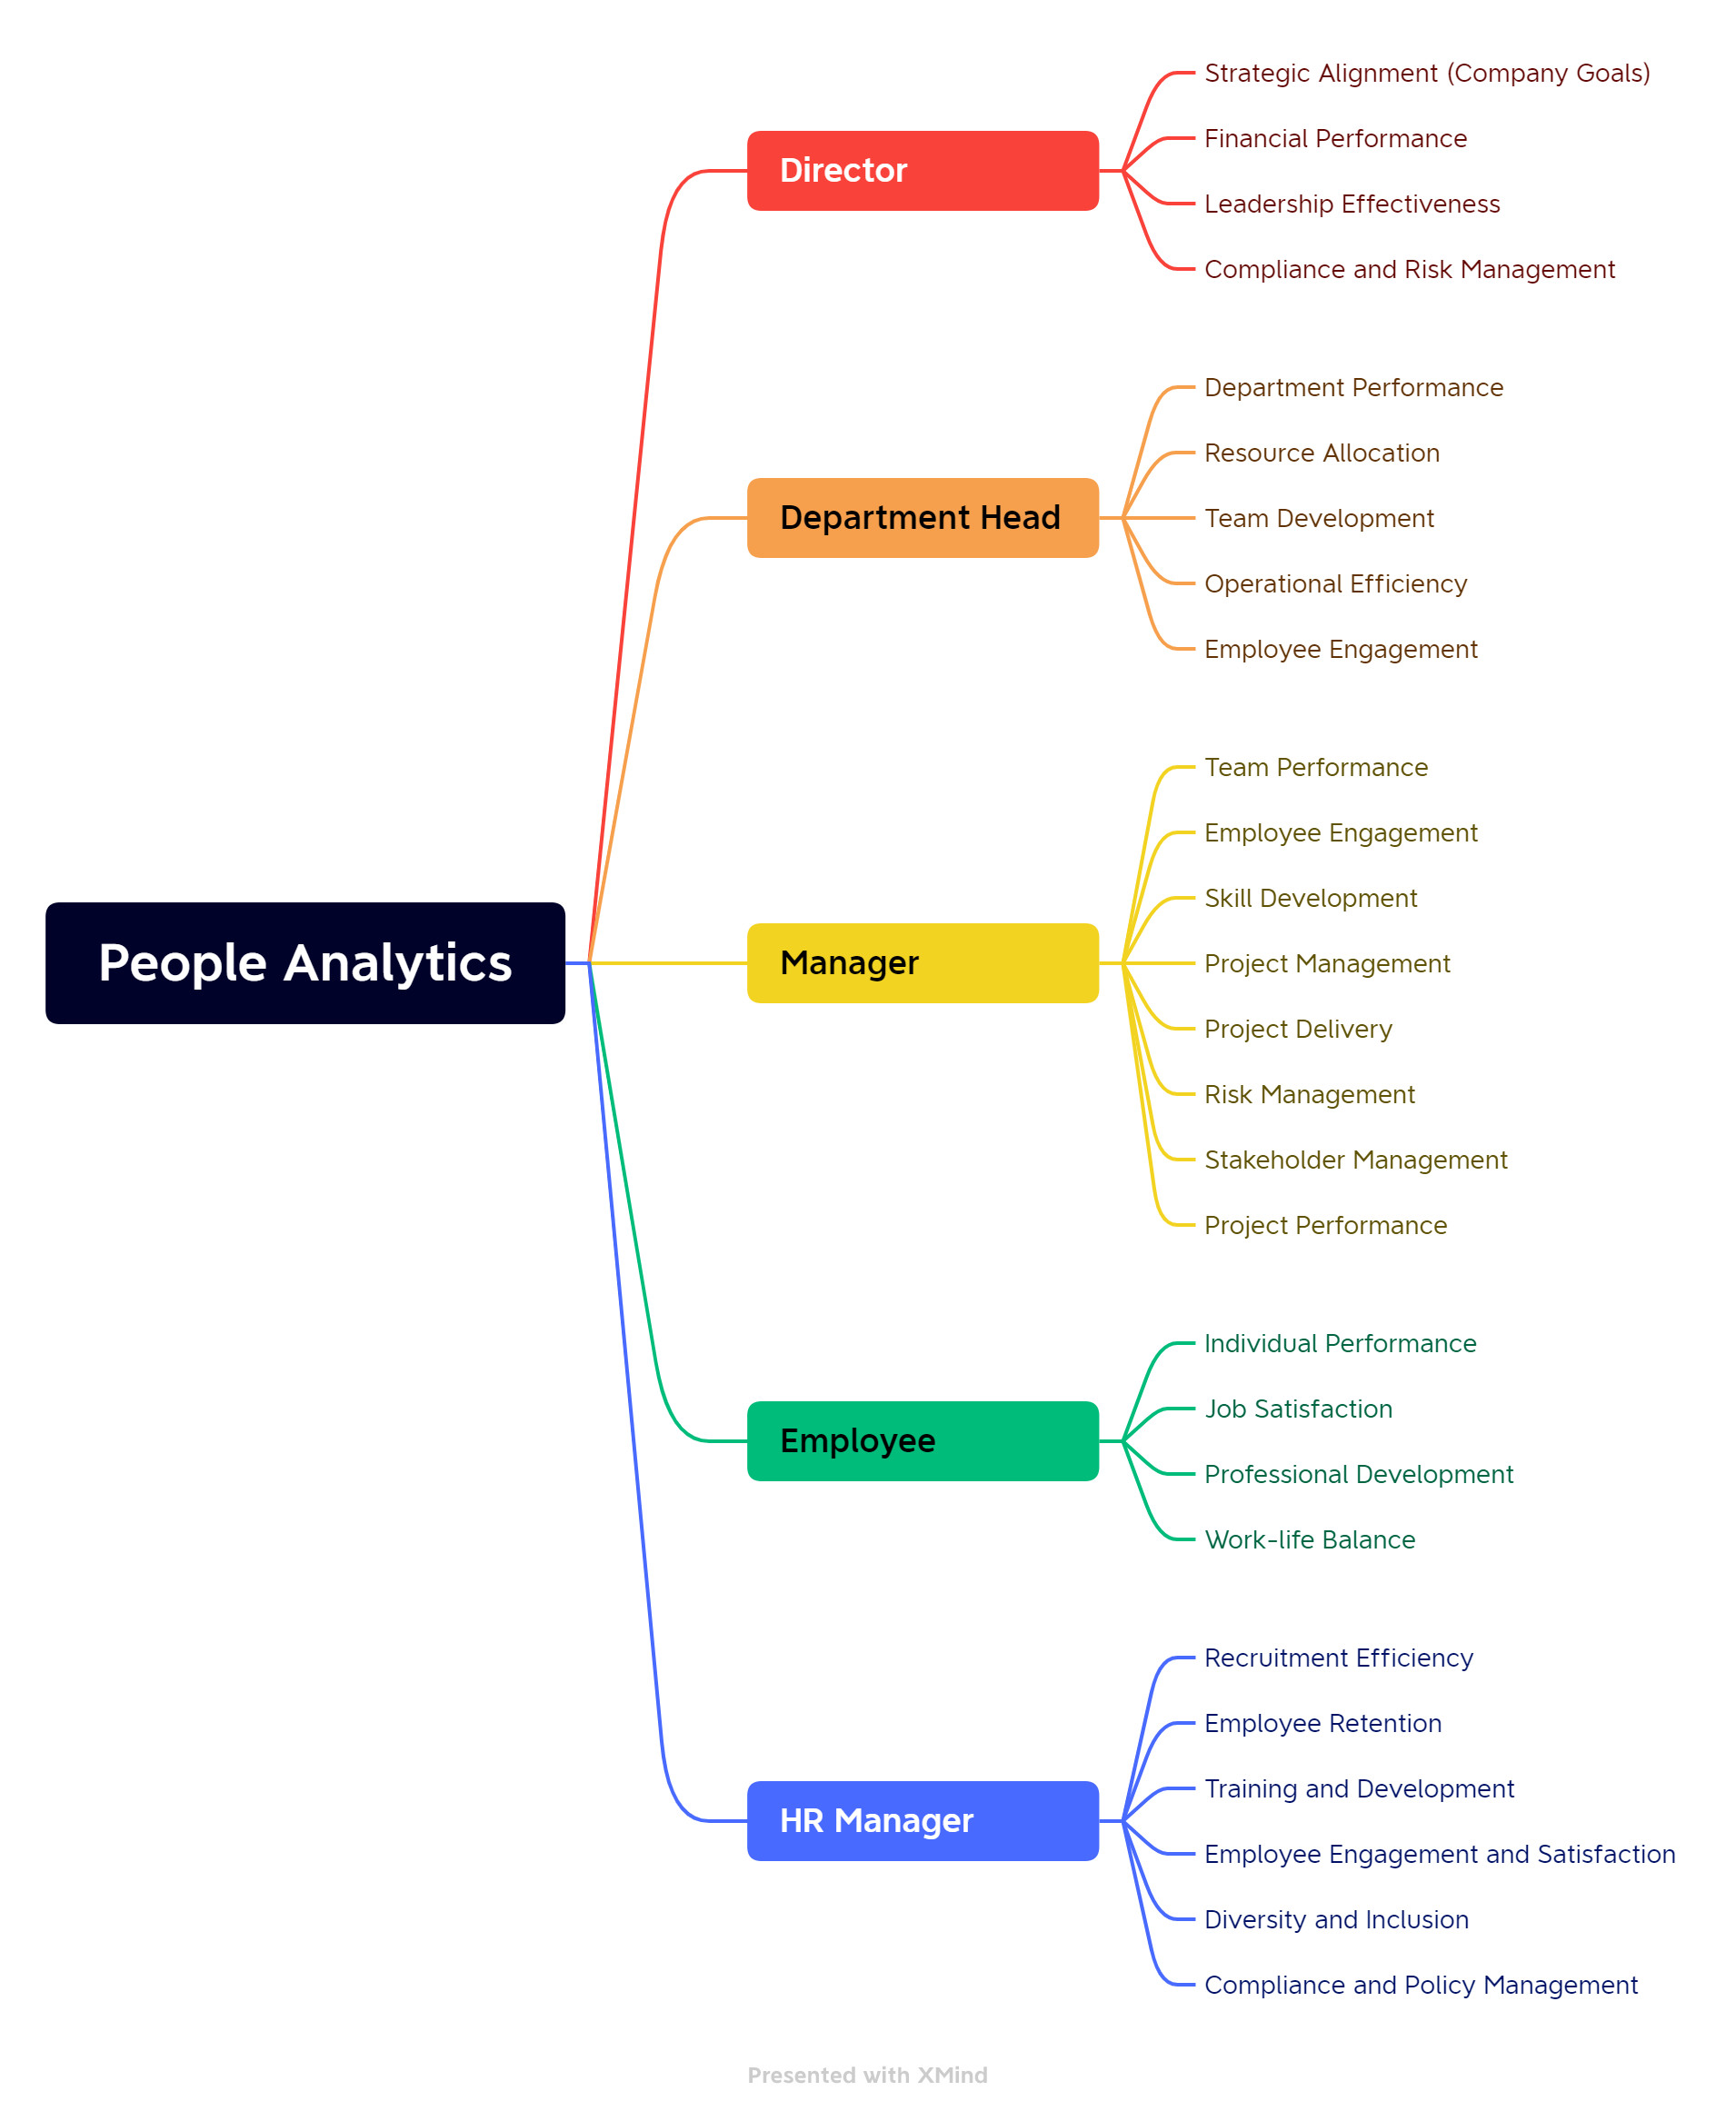 People Analytics
Director
Strategic Alignment (Company Goals)
Financial Performance
Leadership Effectiveness
Compliance and Risk Management
Department Head
Department Performance
Resource Allocation
Team Development
Operational Efficiency
Employee Engagement
Manager
Team Performance
Employee Engagement
Skill Development
Project Management
Project Delivery
Risk Management
Stakeholder Management
Project Performance
Employee
Individual Performance
Job Satisfaction
Professional Development
Work-life Balance
HR Manager
Recruitment Efficiency
Employee Retention
Training and Development
Employee Engagement and Satisfaction
Diversity and Inclusion
Compliance and Policy Management
Presented with XMind